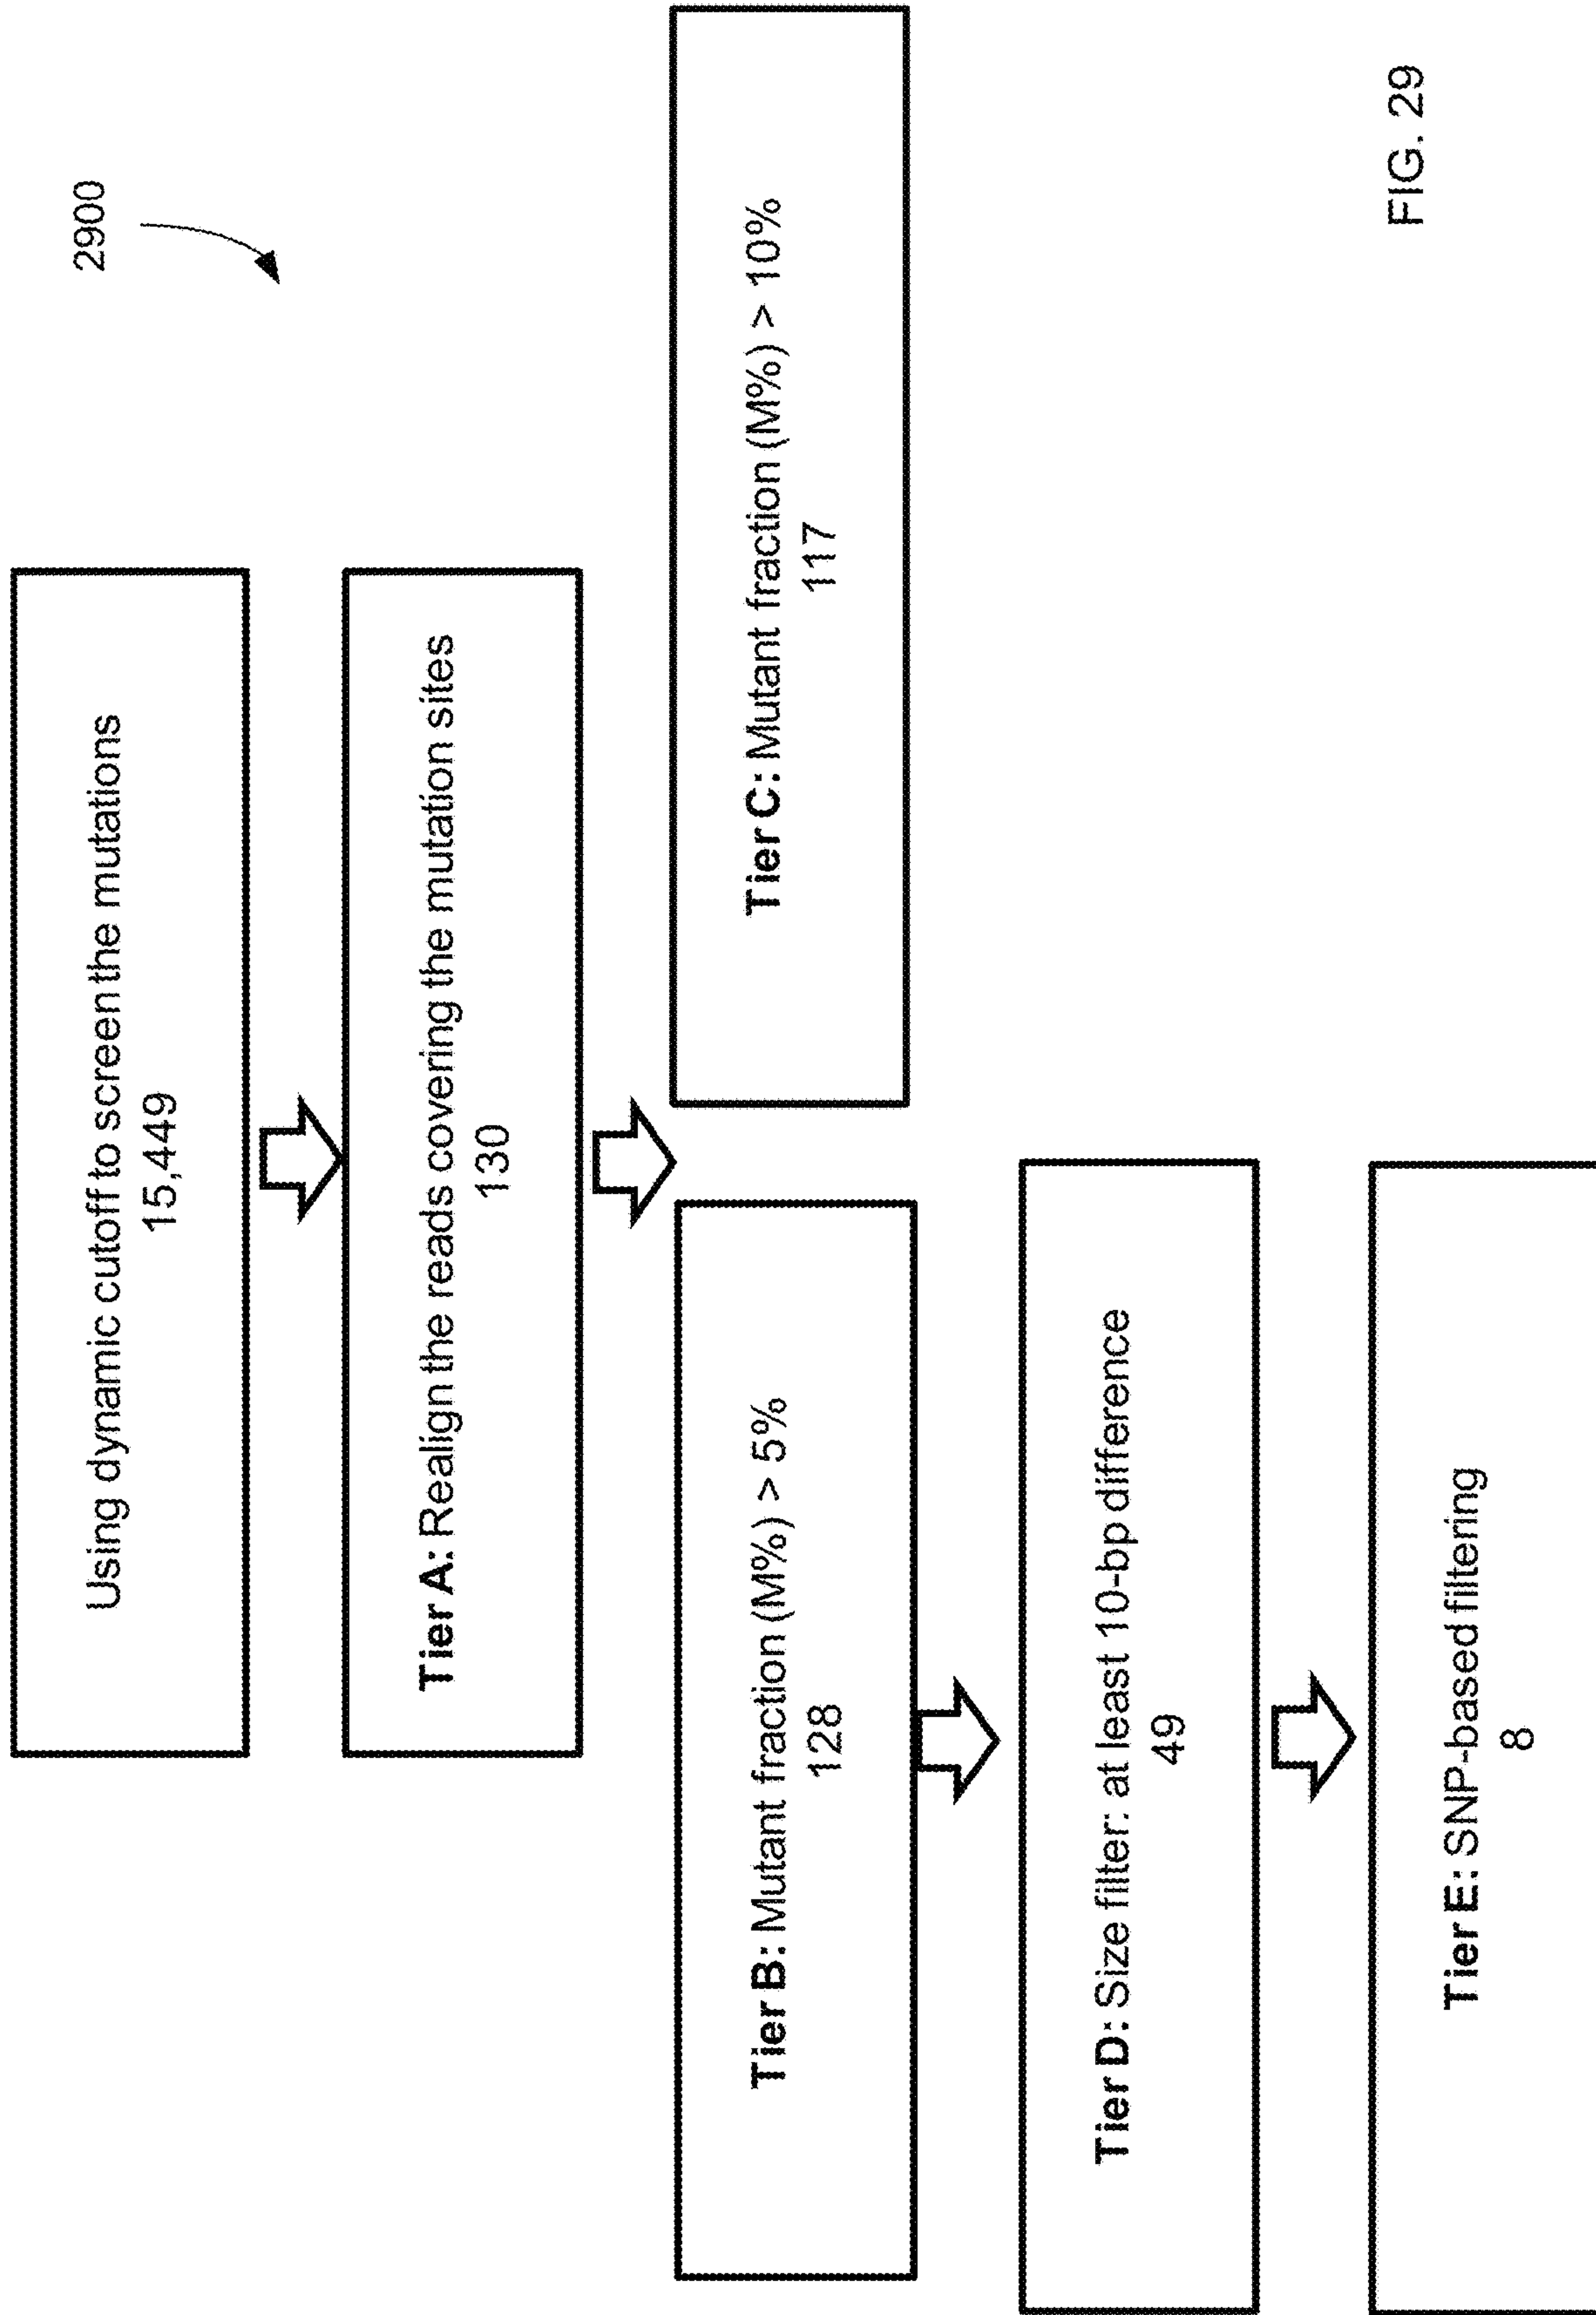 2900
Using dynamic cutoff to screen the mutations
15,449
Tier A: Realign the reads covering the mutation sites
130
Tier B: Mutant fraction (M%) > 5%
128
Tier C: Mutant fraction (M%) > 10%
117
Tier D: Size filter: at least 10-bp difference
49
Tier E: SNP-based filtering
8
FIG. 29